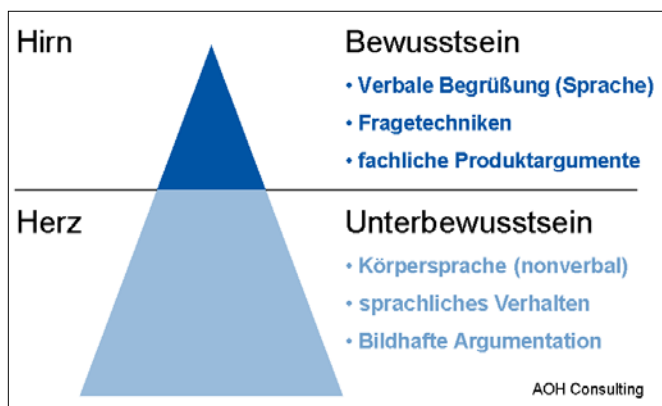 Hirn
Bewusstsein
• Verbale Begrüßung (Sprache)
• Fragetechniken
• fachliche Produktargumente
Herz
Unterbewusstsein
• Körpersprache (nonverbal)
• sprachliches Verhalten
• Bildhafte Argumentation
AOH Consulting